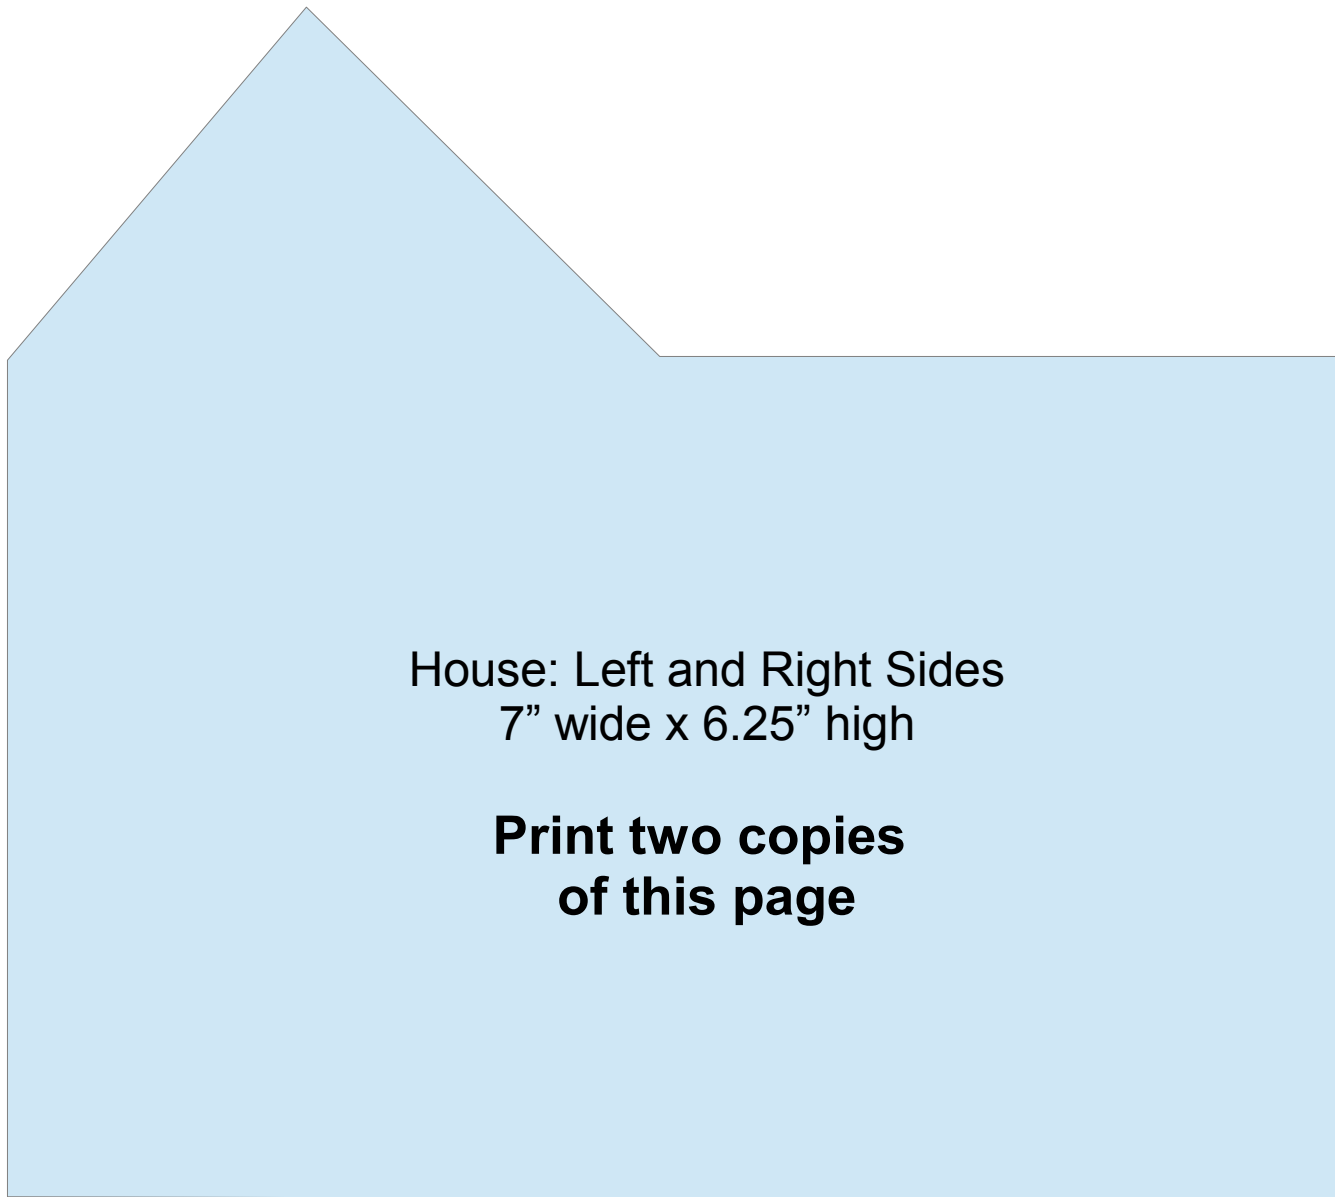 House: Left and Right Sides
7” wide x 6.25” high
Print two copies
of this page